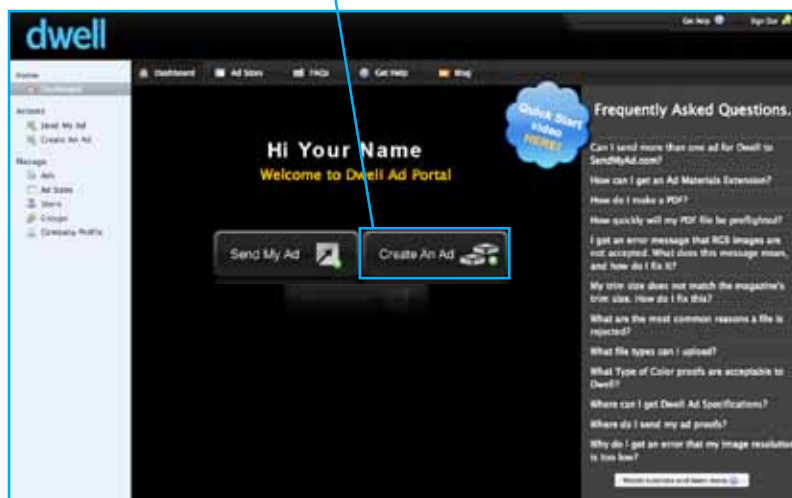 dwell
Get Help
Sign Out
Home
Dashboard
Actions
Send My Ad
Create An Ad
Manage
Ads
Ad Sizes
Users
Groups
Company Profile
Dashboard
Ad Sizes
FAQs
Get Help
Blog
Quick Start
video
HERE!
Hi Your Name
Welcome to Dwell Ad Portal
Send My Ad
Create An Ad
Frequently Asked Questions.
Can I send more than one ad for Dwell to
SendMyAd.com?
How can I get an Ad Materials Extension?
How do I make a PDF?
How quickly will my PDF file be preflighted?
I got an error message that RGB images are
not accepted. What does this message mean,
and how do I fix it?
My trim size does not match the magazine's
trim size. How do I fix this?
What are the most common reasons a file is
rejected?
What file types can I upload?
What Type of Color proofs are acceptable to
Dwell?
Where can I get Dwell Ad Specifications?
Where do I send my ad proofs?
Why do I get an error that my image resolution
is too low?